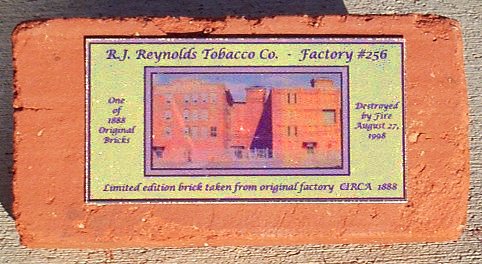 R.J. Reynolds Tobacco Co. - Factory #256
One
of
1888
Original
Bricks
Destroyed
by Fire
August 27,
1998
Limited edition brick taken from original factory CIRCA 1888